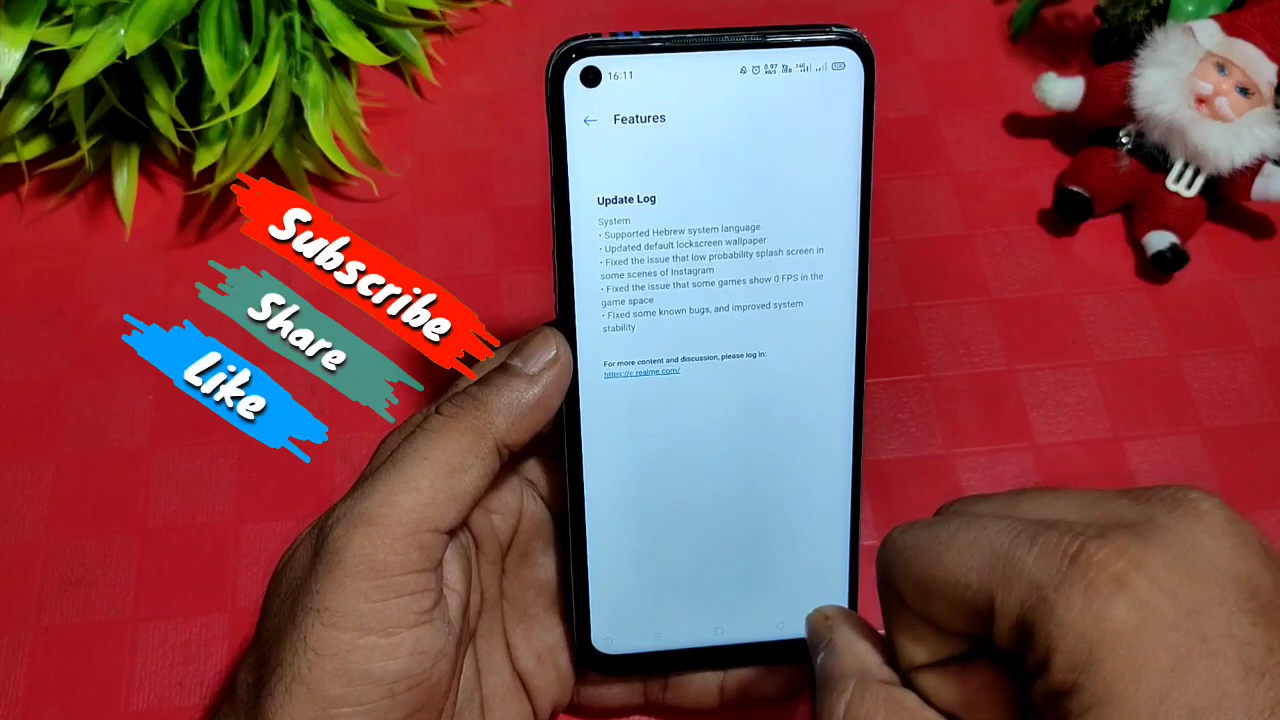 16:11
Features
Update Log
System
• Supported Hebrew system language
• Updated default lockscreen wallpaper
• Fixed the issue that low probability splash screen in
some scenes of Instagram
• Fixed the issue that some games show 0 FPS in the
game space
• Fixed some known bugs, and improved system
stability
For more content and discussion, please log in:
https://c.realme.com/
Subscribe
Share
Like